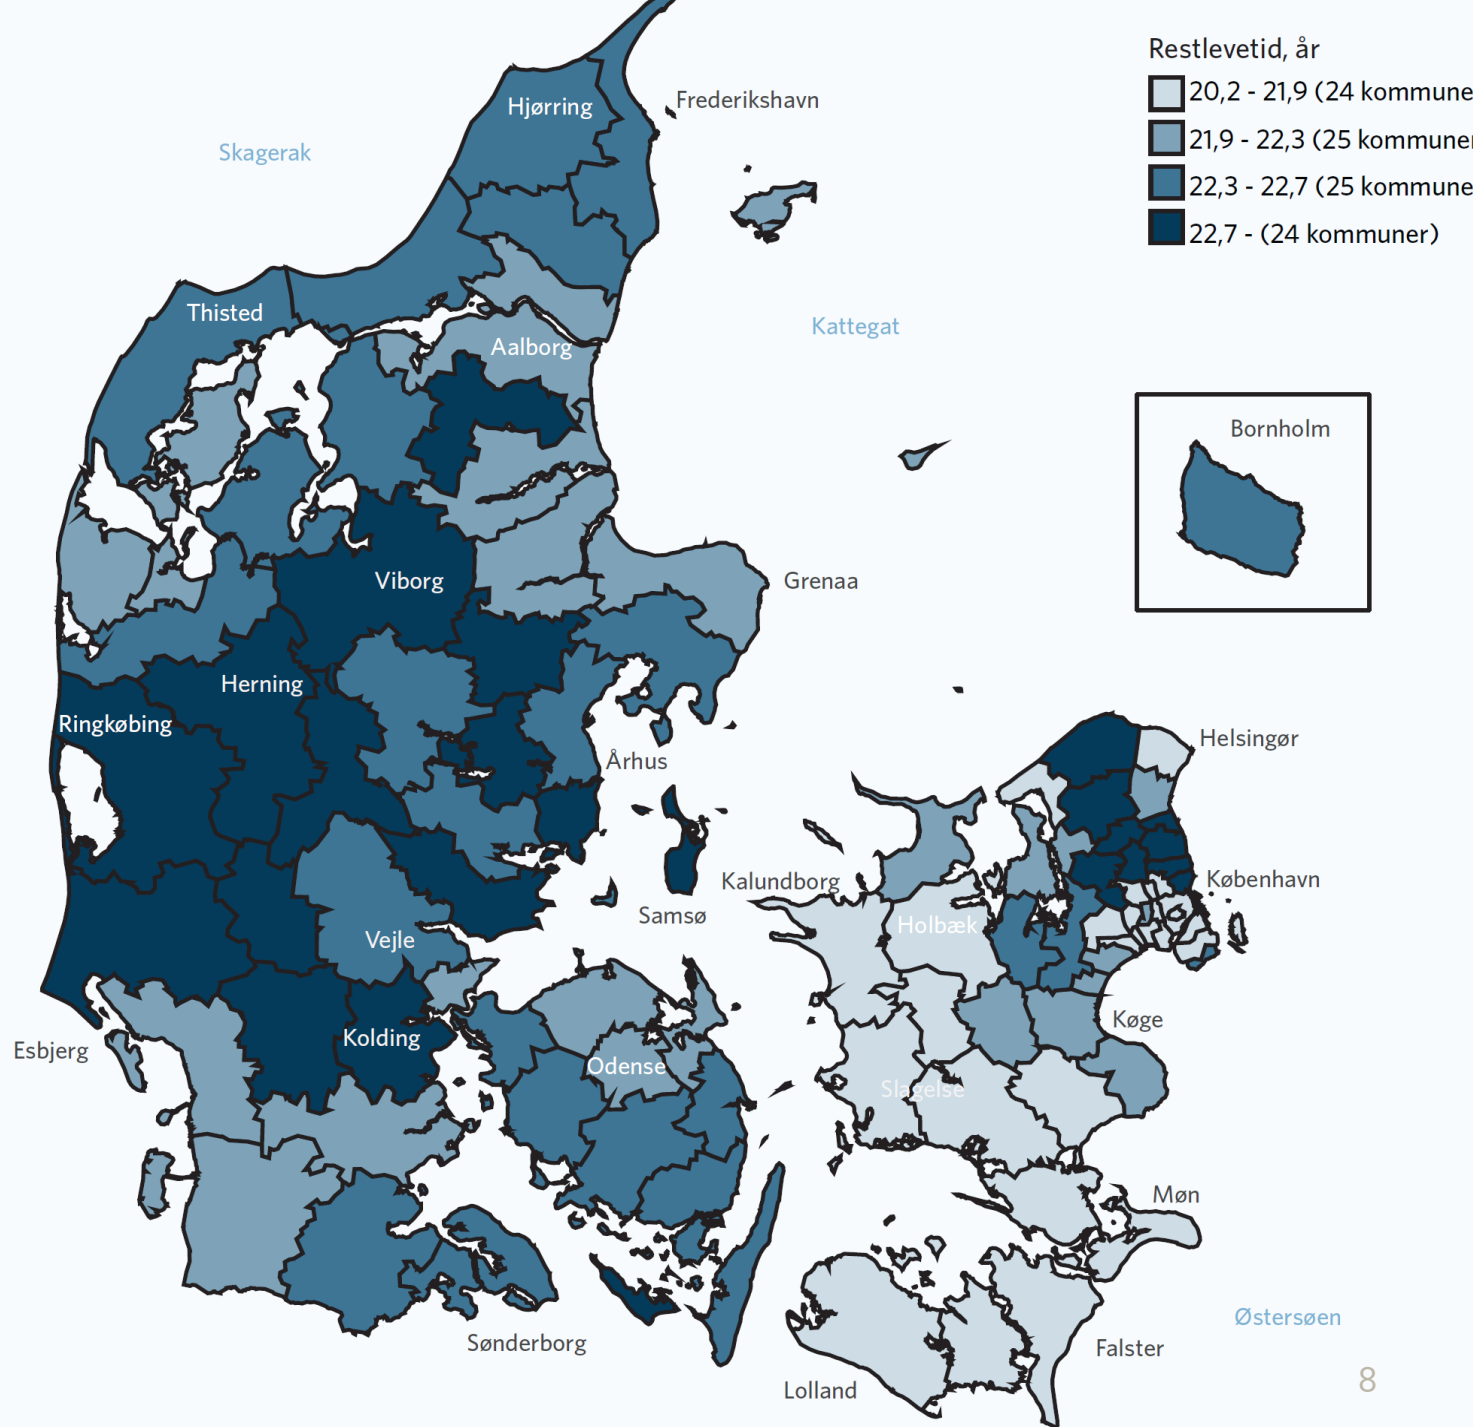 Restlevetid, år
20,2 - 21,9 (24 kommune
21,9 - 22,3 (25 kommuner
22,3 - 22,7 (25 kommune
22,7 - (24 kommuner)
Frederikshavn
Hjørring
Skagerak
Thisted
Kattegat
Aalborg
Bornholm
Viborg
Grenaa
Herning
Ringkøbing
Helsingør
Århus
Kalundborg
København
Samsø
Holbæk
Vejle
Køge
Kolding
Esbjerg
Odense
Slagelse
Møn
Østersøen
Sønderborg
Falster
Lolland
8